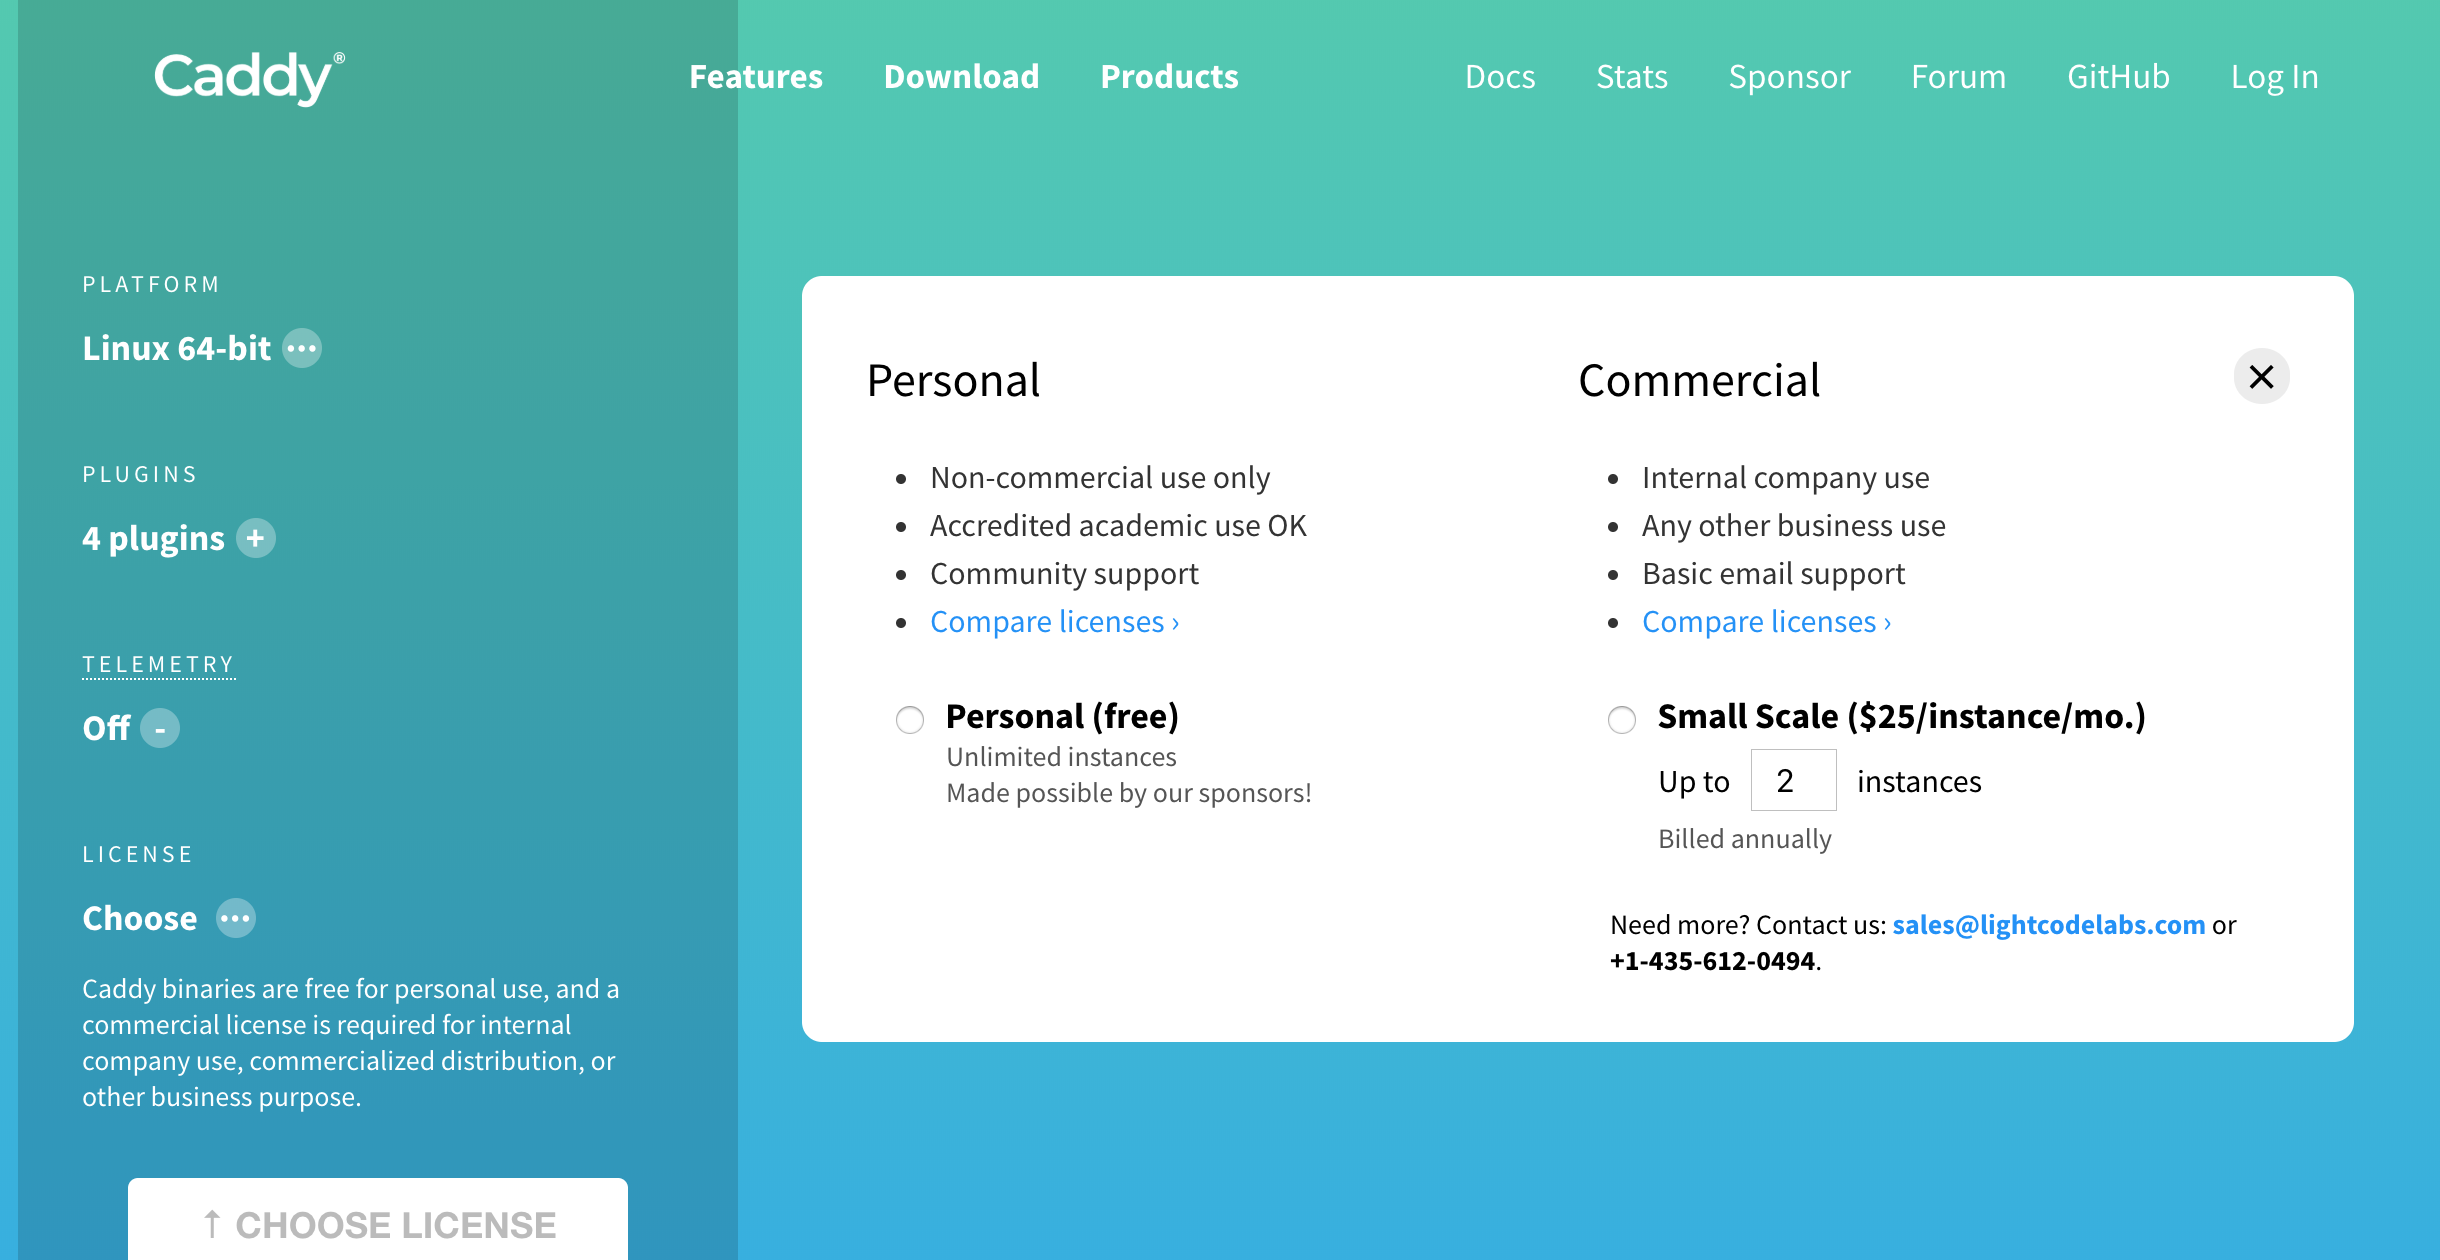 Caddy®
Features Download Products Docs Stats Sponsor Forum GitHub Log In
PLATFORM
Linux 64-bit •••
PLUGINS
4 plugins +
TELEMETRY
Off -
LICENSE
Choose •••
Caddy binaries are free for personal use, and a
commercial license is required for internal
company use, commercialized distribution, or
other business purpose.
↑ CHOOSE LICENSE
Personal
• Non-commercial use only
• Accredited academic use OK
• Community support
• Compare licenses ›
Personal (free)
Unlimited instances
Made possible by our sponsors!
Commercial
• Internal company use
• Any other business use
• Basic email support
• Compare licenses ›
Small Scale ($25/instance/mo.)
Up to 2 instances
Billed annually
Need more? Contact us: sales@lightcodelabs.com or
+1-435-612-0494.